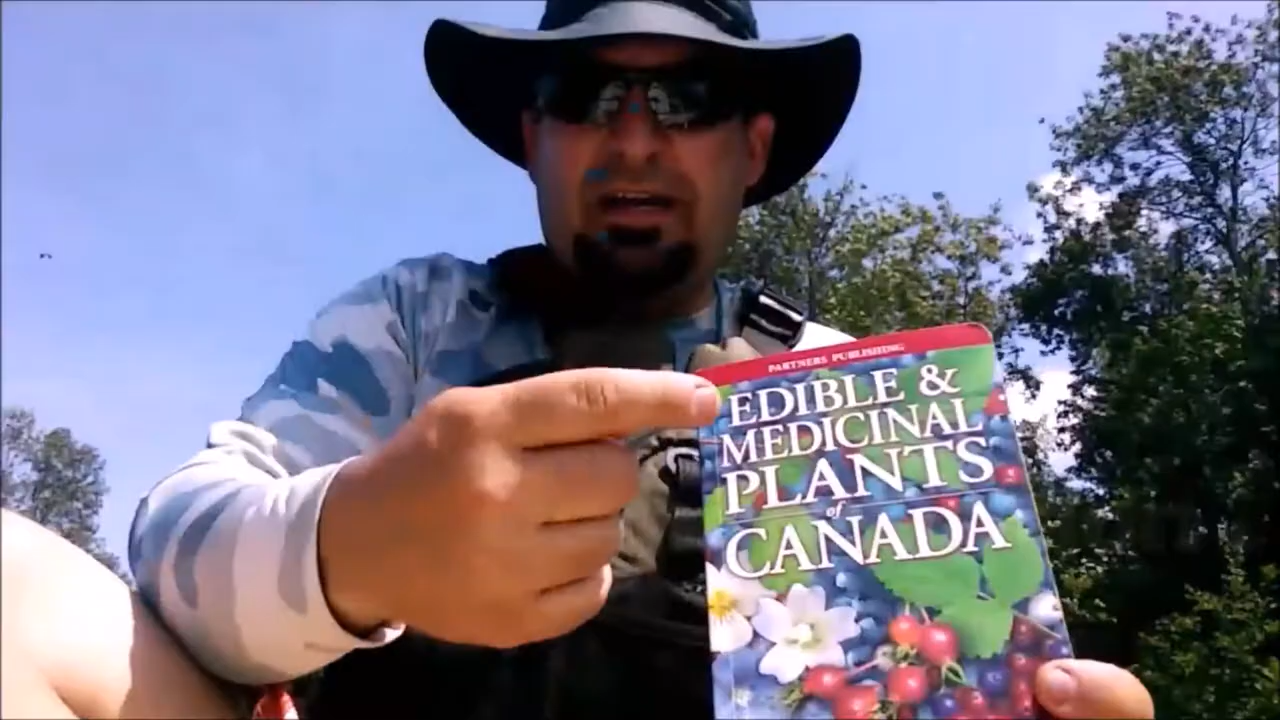 PARTNERS PUBLISHING
EDIBLE &
MEDICINAL
PLANTS
of
CANADA